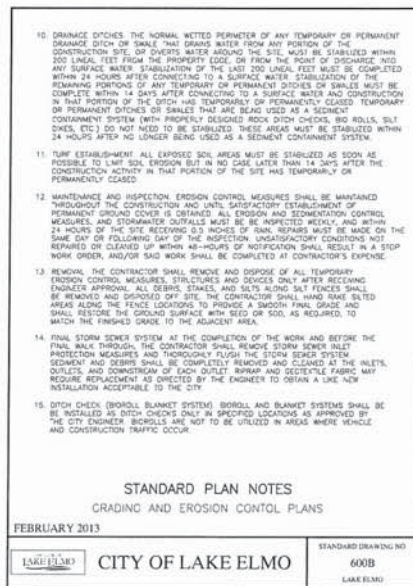 10. DRAINAGE DITCHES. THE NORMAL WETTED PERIMETER OF ANY TEMPORARY OR PERMANENT
DRAINAGE DITCH OR SWALE THAT DRAINS WATER FROM ANY PORTION OF THE
CONSTRUCTION SITE, OR DIVERTS WATER AROUND THE SITE, MUST BE STABILIZED WITHIN
200 LINEAL FEET FROM THE PROPERTY EDGE, OR FROM THE POINT OF DISCHARGE INTO
ANY SURFACE WATER. STABILIZATION OF THE LAST 200 LINEAL FEET MUST BE COMPLETED
WITHIN 24 HOURS AFTER CONNECTING TO A SURFACE WATER. STABILIZATION OF THE
REMAINING PORTIONS OF ANY TEMPORARY OR PERMANENT DITCHES OR SWALES MUST BE
COMPLETE WITHIN 14 DAYS AFTER CONNECTING TO A SURFACE WATER AND CONSTRUCTION
IN THAT PORTION OF THE DITCH HAS TEMPORARILY OR PERMANENTLY CEASED. TEMPORARY
OR PERMANENT DITCHES OR SWALES THAT ARE BEING USED AS A SEDIMENT
CONTAINMENT SYSTEM (WITH PROPERLY DESIGNED ROCK DITCH CHECKS, BIO ROLLS, SILT
DIKES, ETC.) DO NOT NEED TO BE STABILIZED. THESE AREAS MUST BE STABILIZED WITHIN
24 HOURS AFTER NO LONGER BEING USED AS A SEDIMENT CONTAINMENT SYSTEM.
11. TURF ESTABLISHMENT. ALL EXPOSED SOIL AREAS MUST BE STABILIZED AS SOON AS
POSSIBLE TO LIMIT SOIL EROSION BUT IN NO CASE LATER THAN 14 DAYS AFTER THE
CONSTRUCTION ACTIVITY IN THAT PORTION OF THE SITE HAS TEMPORARILY OR
PERMANENTLY CEASED.
12. MAINTENANCE AND INSPECTION. EROSION CONTROL MEASURES SHALL BE MAINTAINED
THROUGHOUT THE CONSTRUCTION AND UNTIL SATISFACTORY ESTABLISHMENT OF
PERMANENT GROUND COVER IS OBTAINED. ALL EROSION AND SEDIMENTATION CONTROL
MEASURES, AND STORMWATER OUTFALLS MUST BE INSPECTED WEEKLY, AND WITHIN
24 HOURS OF THE SITE RECEIVING 0.5 INCHES OF RAIN. REPAIRS MUST BE MADE ON THE
SAME DAY OR FOLLOWING DAY OF THE INSPECTION. UNSATISFACTORY CONDITIONS NOT
REPAIRED OR CLEANED UP WITHIN 48-HOURS OF NOTIFICATION SHALL RESULT IN A STOP
WORK ORDER, AND/OR SAID WORK SHALL BE COMPLETED AT CONTRACTOR'S EXPENSE.
13. REMOVAL. THE CONTRACTOR SHALL REMOVE AND DISPOSE OF ALL TEMPORARY
EROSION CONTROL MEASURES, STRUCTURES AND DEVICES ONLY AFTER RECEIVING
ENGINEER APPROVAL. ALL DEBRIS, STAKES, AND SILTS ALONG SILT FENCES SHALL
BE REMOVED AND DISPOSED OFF SITE. THE CONTRACTOR SHALL HAND RAKE SILTED
AREAS ALONG THE FENCE LOCATIONS TO PROVIDE A SMOOTH FINAL GRADE AND
SHALL RESTORE THE GROUND SURFACE WITH SEED OR SOD, AS REQUIRED, TO
MATCH THE FINISHED GRADE TO THE ADJACENT AREA.
14. FINAL STORM SEWER SYSTEM. AT THE COMPLETION OF THE WORK AND BEFORE THE
FINAL WALK THROUGH, THE CONTRACTOR SHALL REMOVE STORM SEWER INLET
PROTECTION MEASURES AND THOROUGHLY FLUSH THE STORM SEWER SYSTEM.
SEDIMENT AND DEBRIS SHALL BE COMPLETELY REMOVED AND CLEANED AT THE INLETS,
OUTLETS, AND DOWNSTREAM OF EACH OUTLET. RIPRAP AND GEOTEXTILE FABRIC MAY
REQUIRE REPLACEMENT AS DIRECTED BY THE ENGINEER TO OBTAIN A LIKE NEW
INSTALLATION ACCEPTABLE TO THE CITY.
15. DITCH CHECK (BIOROLL BLANKET SYSTEM). BIOROLL AND BLANKET SYSTEMS SHALL BE
BE INSTALLED AS DITCH CHECKS ONLY IN SPECIFIED LOCATIONS AS APPROVED BY
THE CITY ENGINEER. BIOROLLS ARE NOT TO BE UTILIZED IN AREAS WHERE VEHICLE
AND CONSTRUCTION TRAFFIC OCCUR.
STANDARD PLAN NOTES
GRADING AND EROSION CONTOL PLANS
FEBRUARY 2013
LAKE ELMO
CITY OF LAKE ELMO
STANDARD DRAWING NO
600B
LAKE ELMO